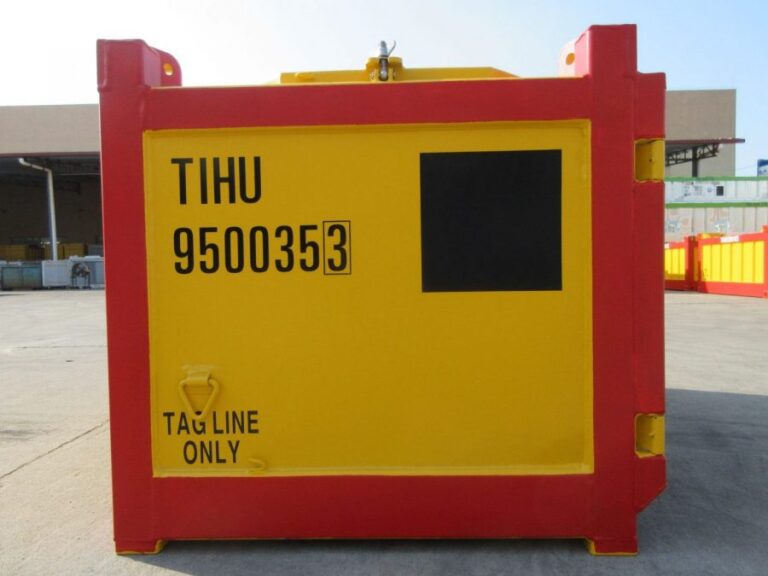 TIHU
9500353
TAG LINE
ONLY